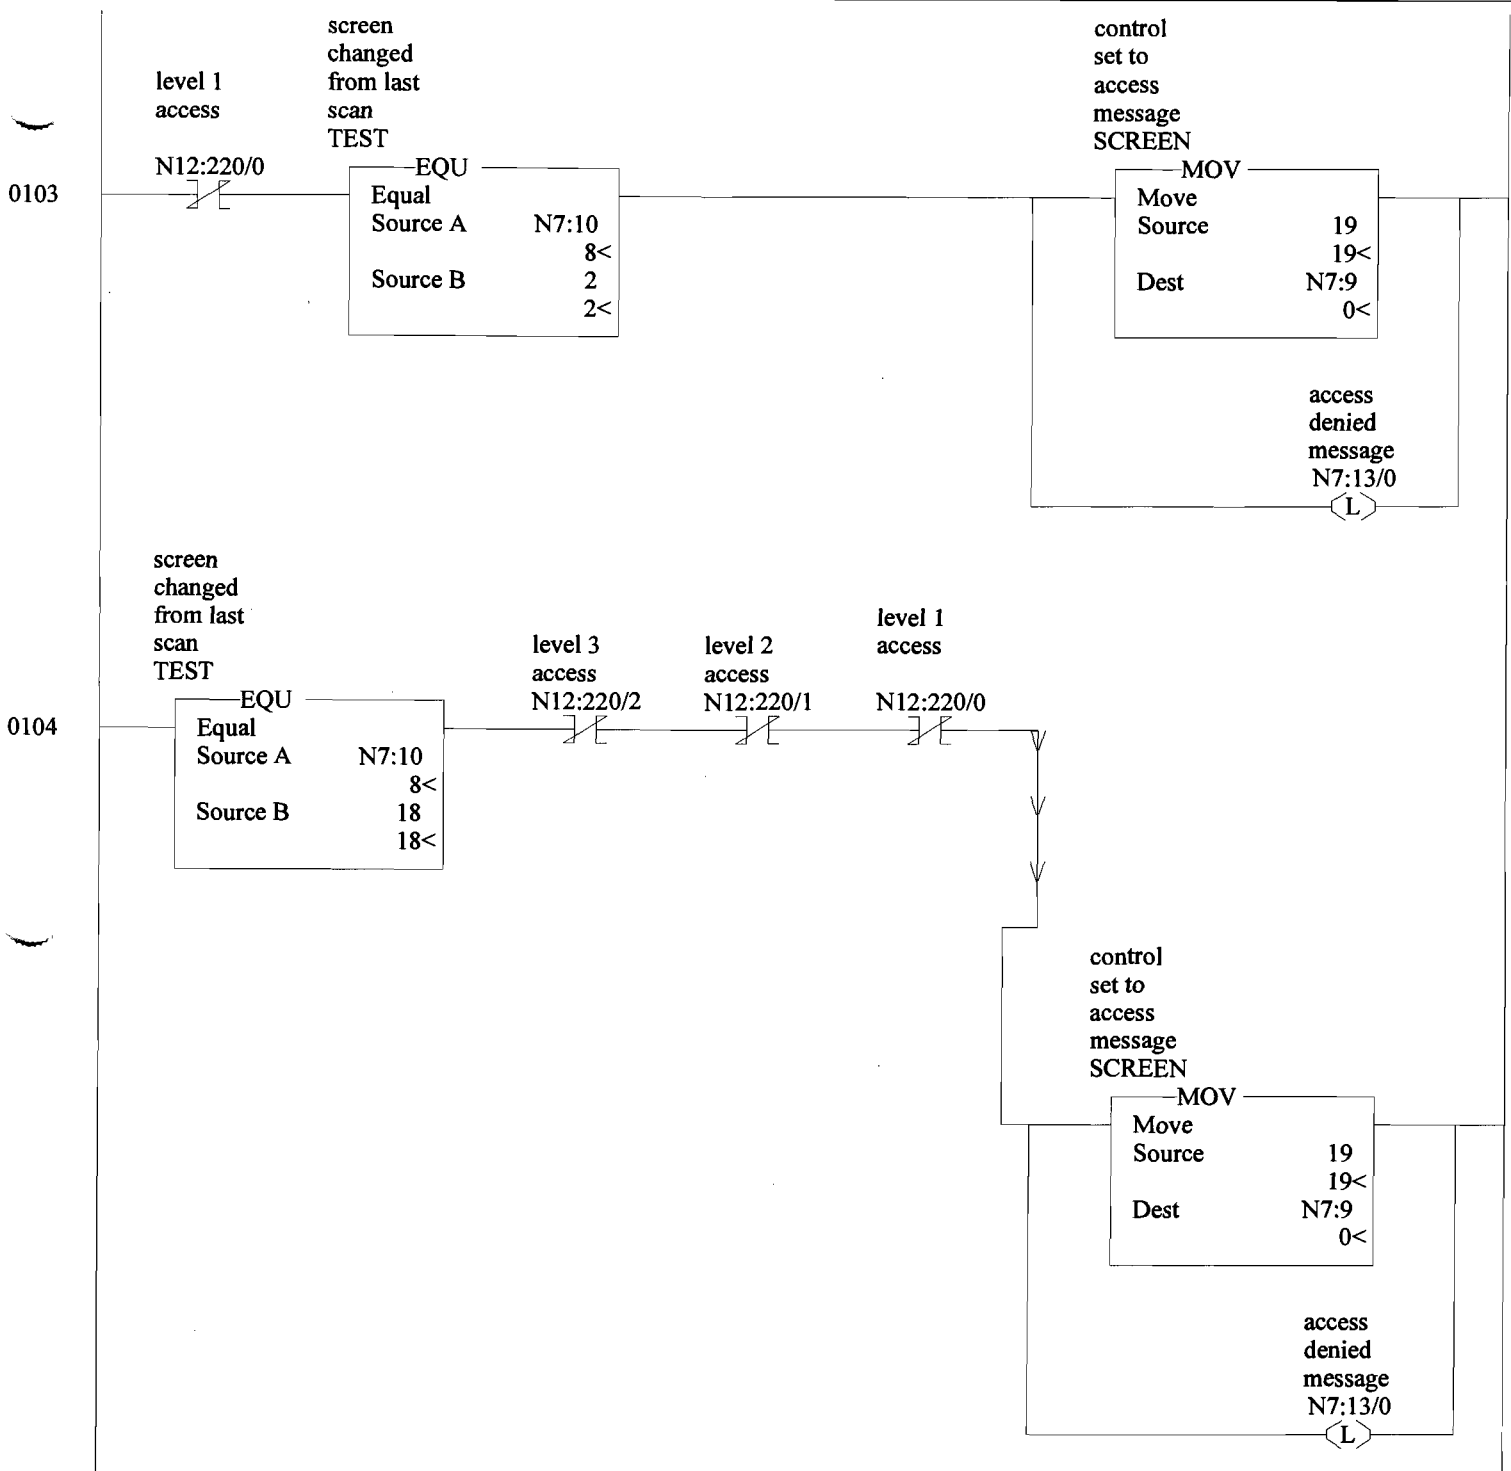 screen
changed
from last
scan
TEST
level 1
access
N12:220/0
control
set to
access
message
SCREEN
0103
EQU
Equal
Source A N7:10
8<
Source B 2
2<
MOV
Move
Source 19
19<
Dest N7:9
0<
access
denied
message
N7:13/0
L
screen
changed
from last
scan
TEST
level 3
access
N12:220/2
level 2
access
N12:220/1
level 1
access
N12:220/0
0104
EQU
Equal
Source A N7:10
8<
Source B 18
18<
control
set to
access
message
SCREEN
MOV
Move
Source 19
19<
Dest N7:9
0<
access
denied
message
N7:13/0
L